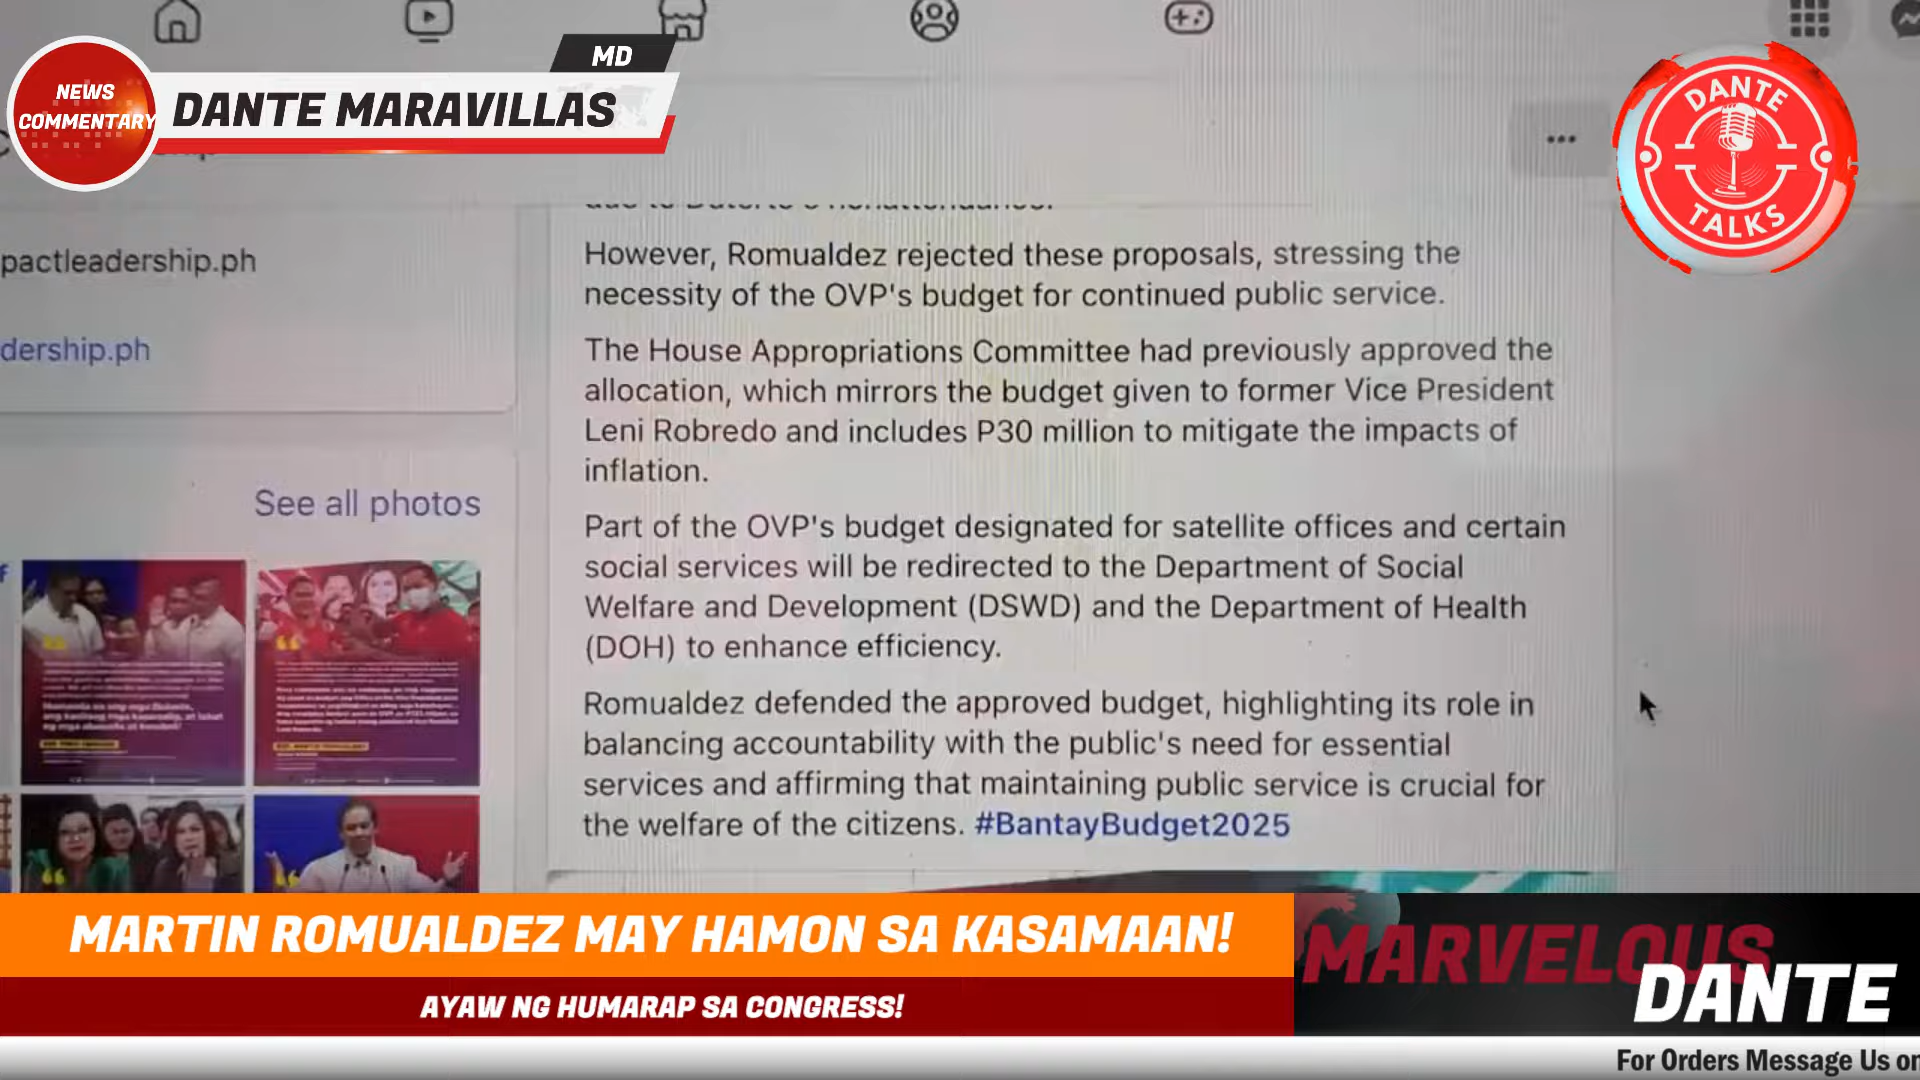 MD
NEWS
COMMENTARY
DANTE MARAVILLAS
DANTE
TALKS
However, Romualdez rejected these proposals, stressing the
necessity of the OVP's budget for continued public service.
The House Appropriations Committee had previously approved the
allocation, which mirrors the budget given to former Vice President
Leni Robredo and includes P30 million to mitigate the impacts of
inflation.
Part of the OVP's budget designated for satellite offices and certain
social services will be redirected to the Department of Social
Welfare and Development (DSWD) and the Department of Health
(DOH) to enhance efficiency.
Romualdez defended the approved budget, highlighting its role in
balancing accountability with the public's need for essential
services and affirming that maintaining public service is crucial for
the welfare of the citizens. #BantayBudget2025
pactleadership.ph
dership.ph
See all photos
MARTIN ROMUALDEZ MAY HAMON SA KASAMAAN!
AYAW NG HUMARAP SA CONGRESS!
MARVELOUS
DANTE
For Orders Message Us on